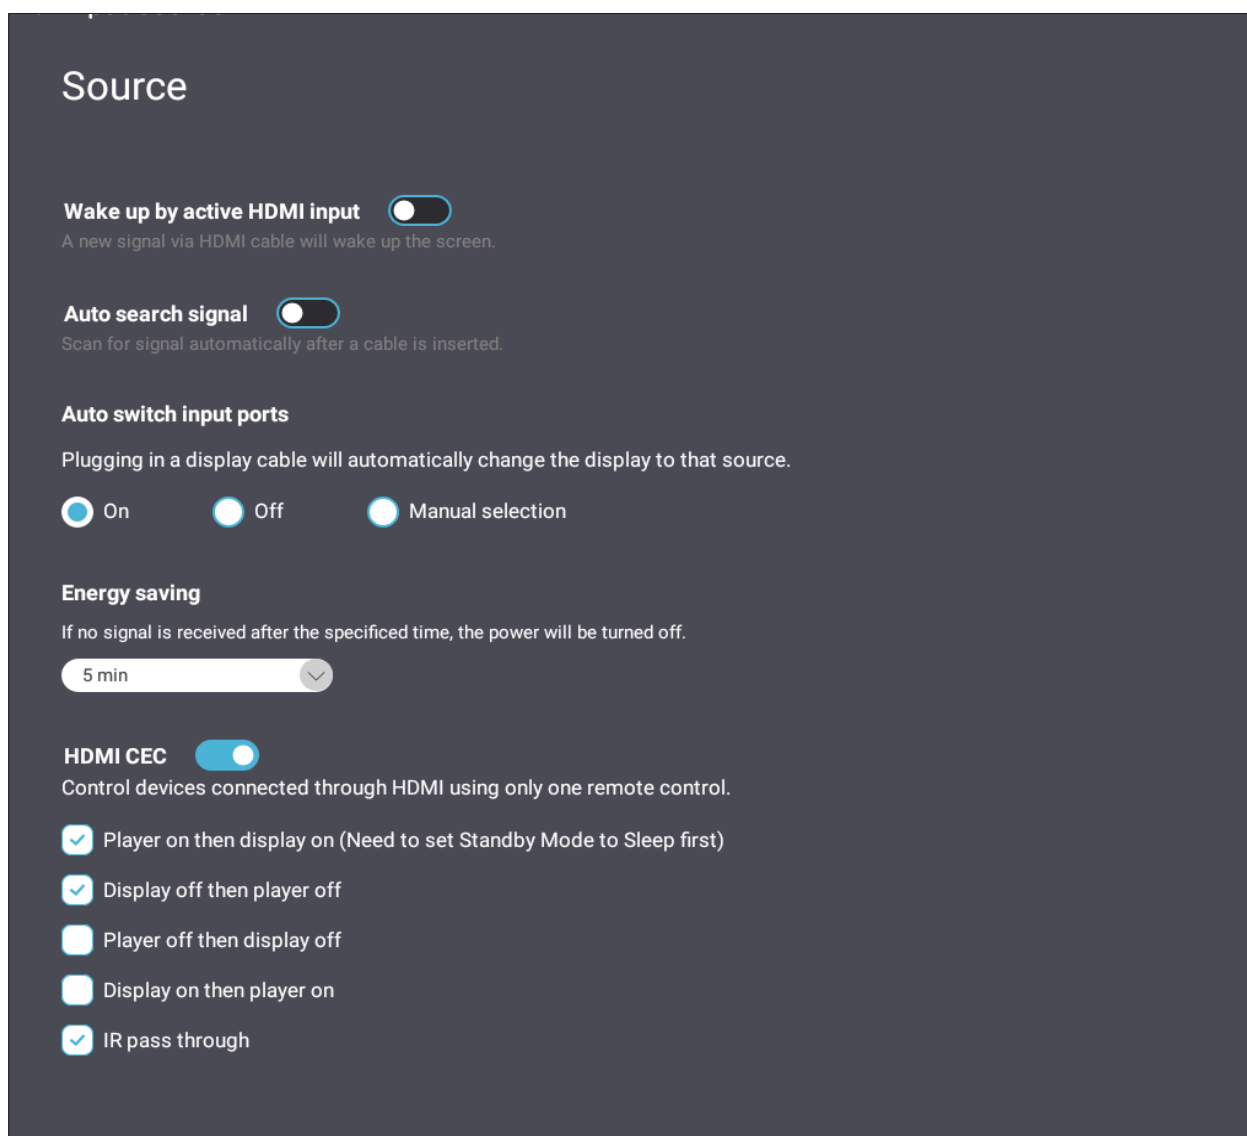 Source
Wake up by active HDMI input
A new signal via HDMI cable will wake up the screen.
Auto search signal
Scan for signal automatically after a cable is inserted.
Auto switch input ports
Plugging in a display cable will automatically change the display to that source.
On Off Manual selection
Energy saving
If no signal is received after the specificed time, the power will be turned off.
5 min
HDMI CEC
Control devices connected through HDMI using only one remote control.
Player on then display on (Need to set Standby Mode to Sleep first)
Display off then player off
Player off then display off
Display on then player on
IR pass through